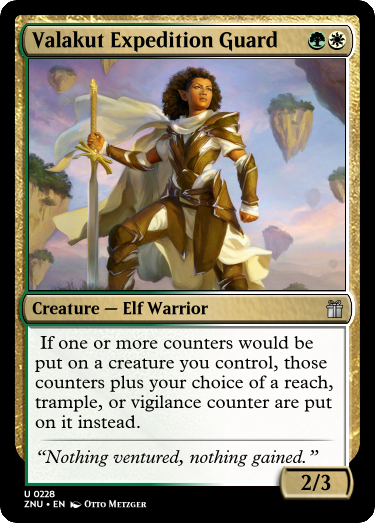 Valakut Expedition Guard
Creature — Elf Warrior
If one or more counters would be
put on a creature you control, those
counters plus your choice of a reach,
trample, or vigilance counter are put
on it instead.
“Nothing ventured, nothing gained.”
2/3
U 0228
ZNU • EN Otto Metzger